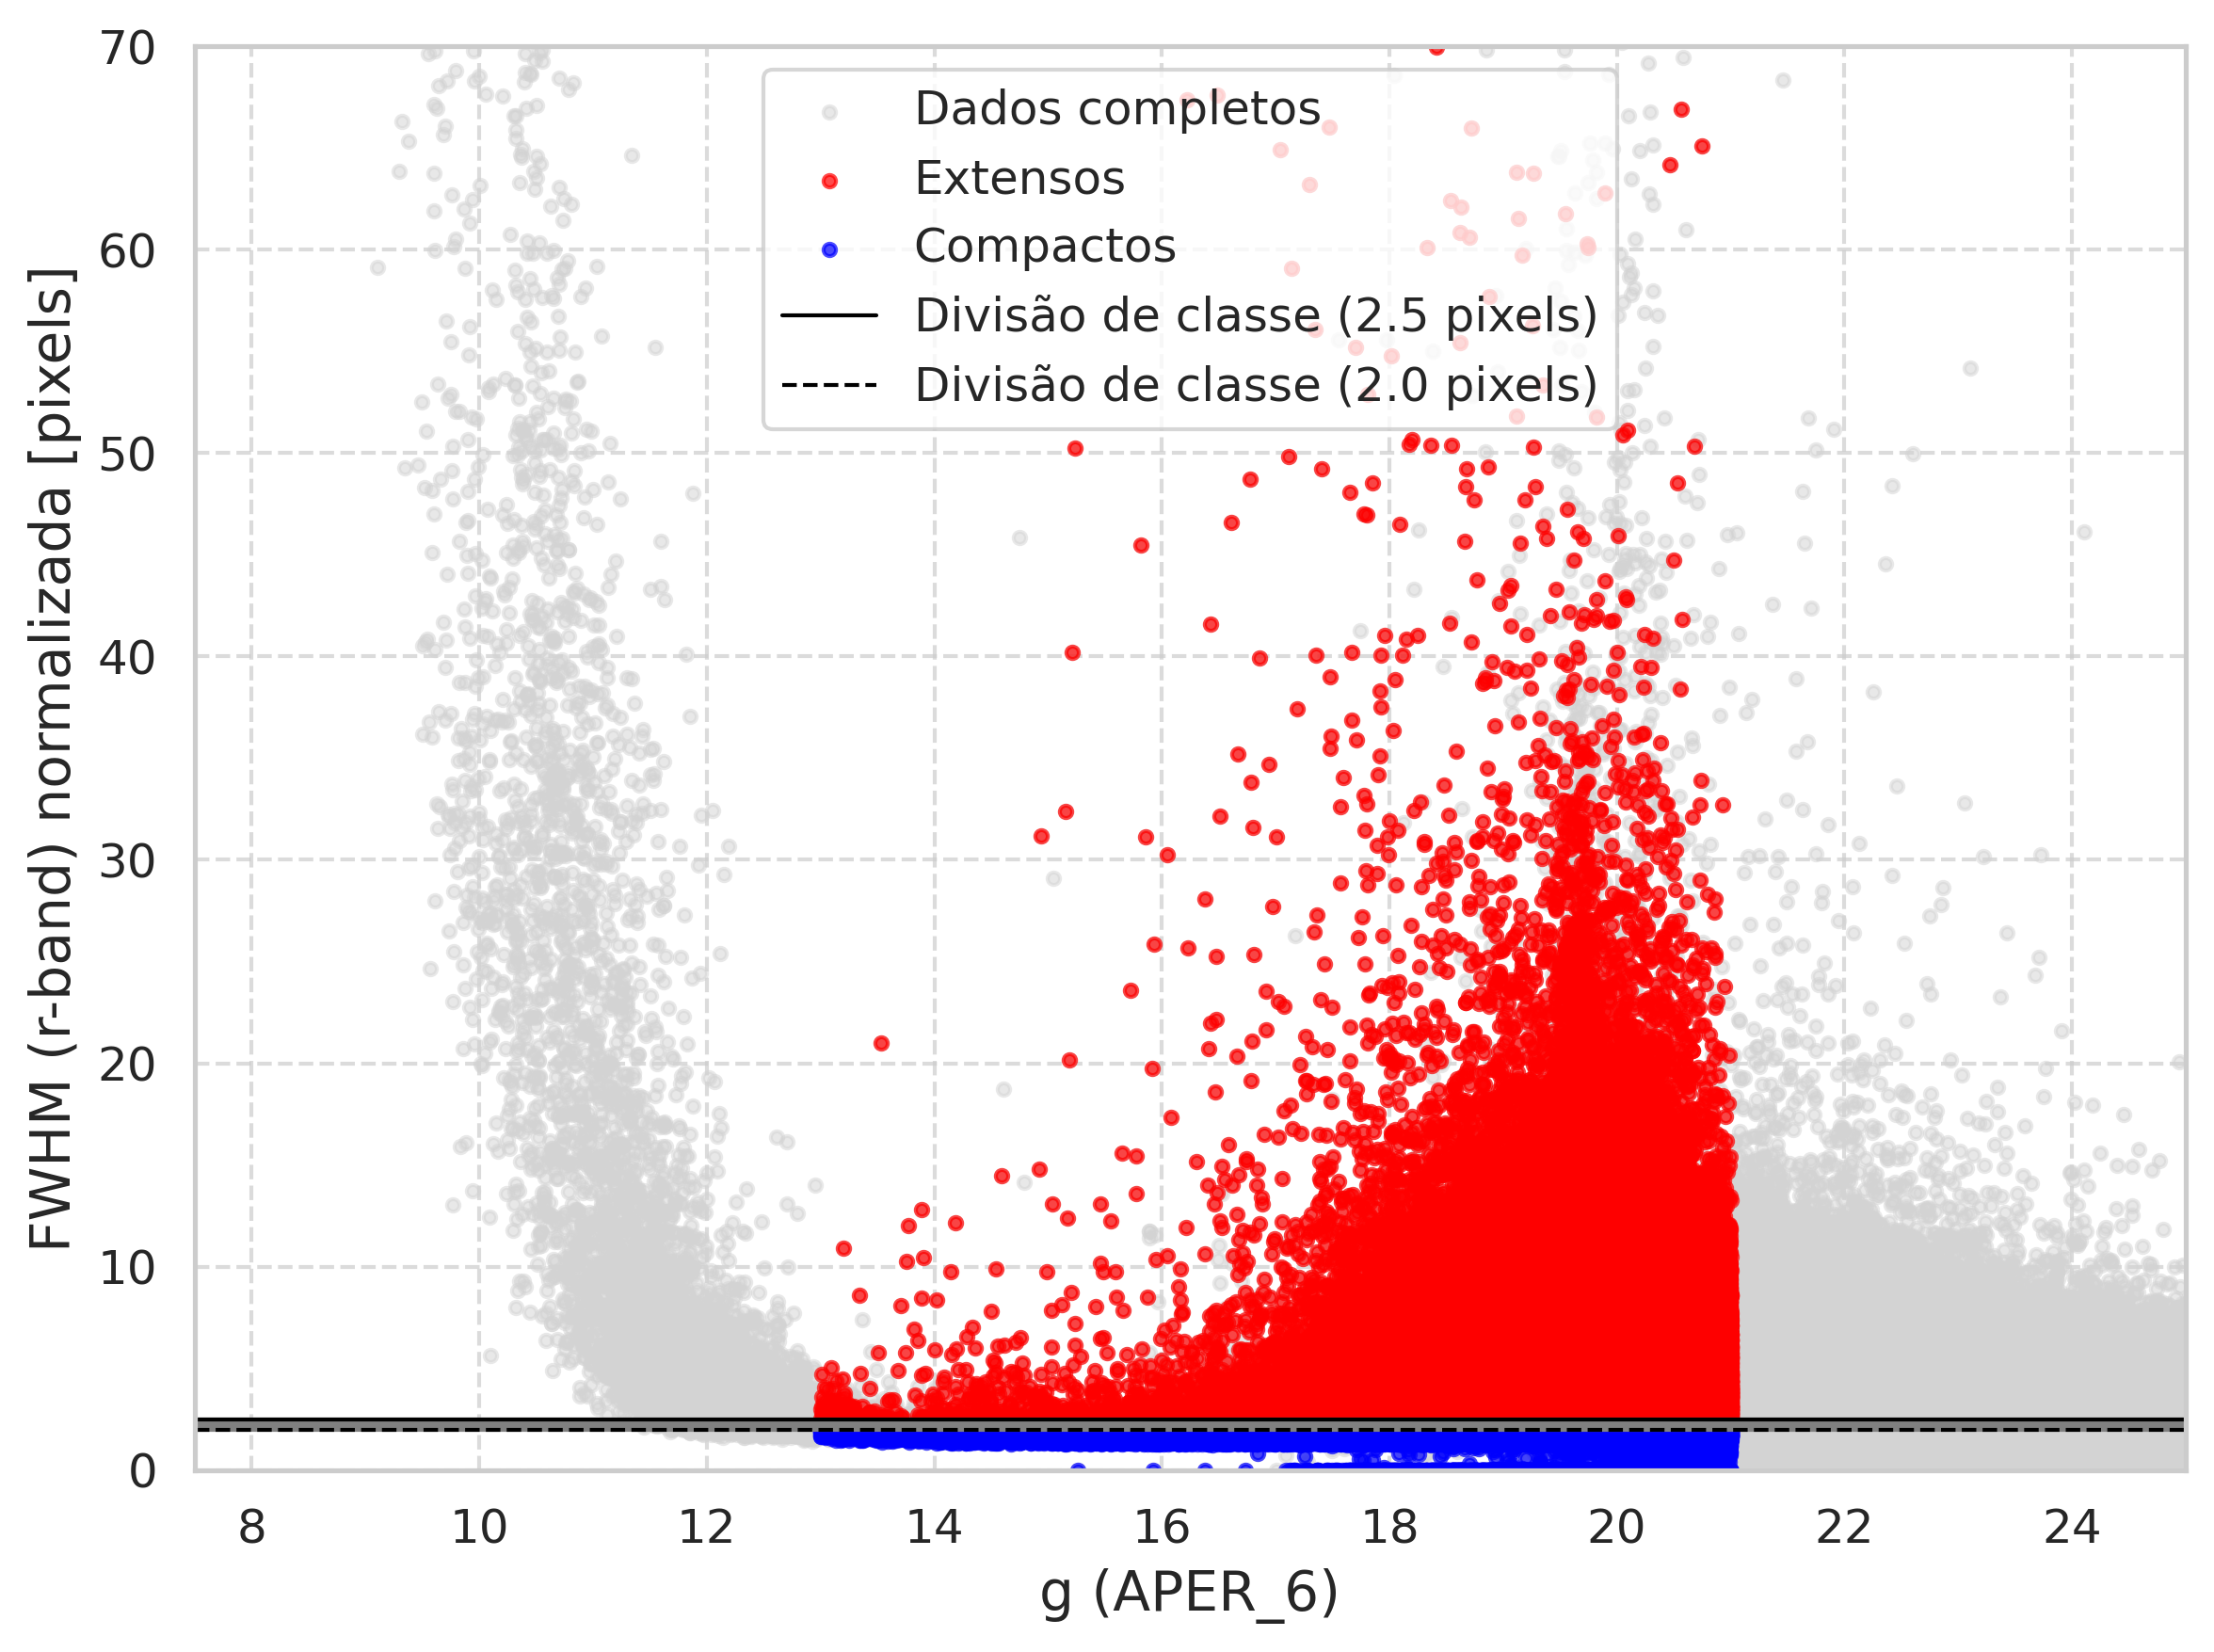 FWHM (r-band) normalizada [pixels]
70
60
50
40
30
20
10
0
Dados completos
Extensos
Compactos
Divisão de classe (2.5 pixels)
Divisão de classe (2.0 pixels)
8 10 12 14 16 18 20 22 24
g (APER_6)